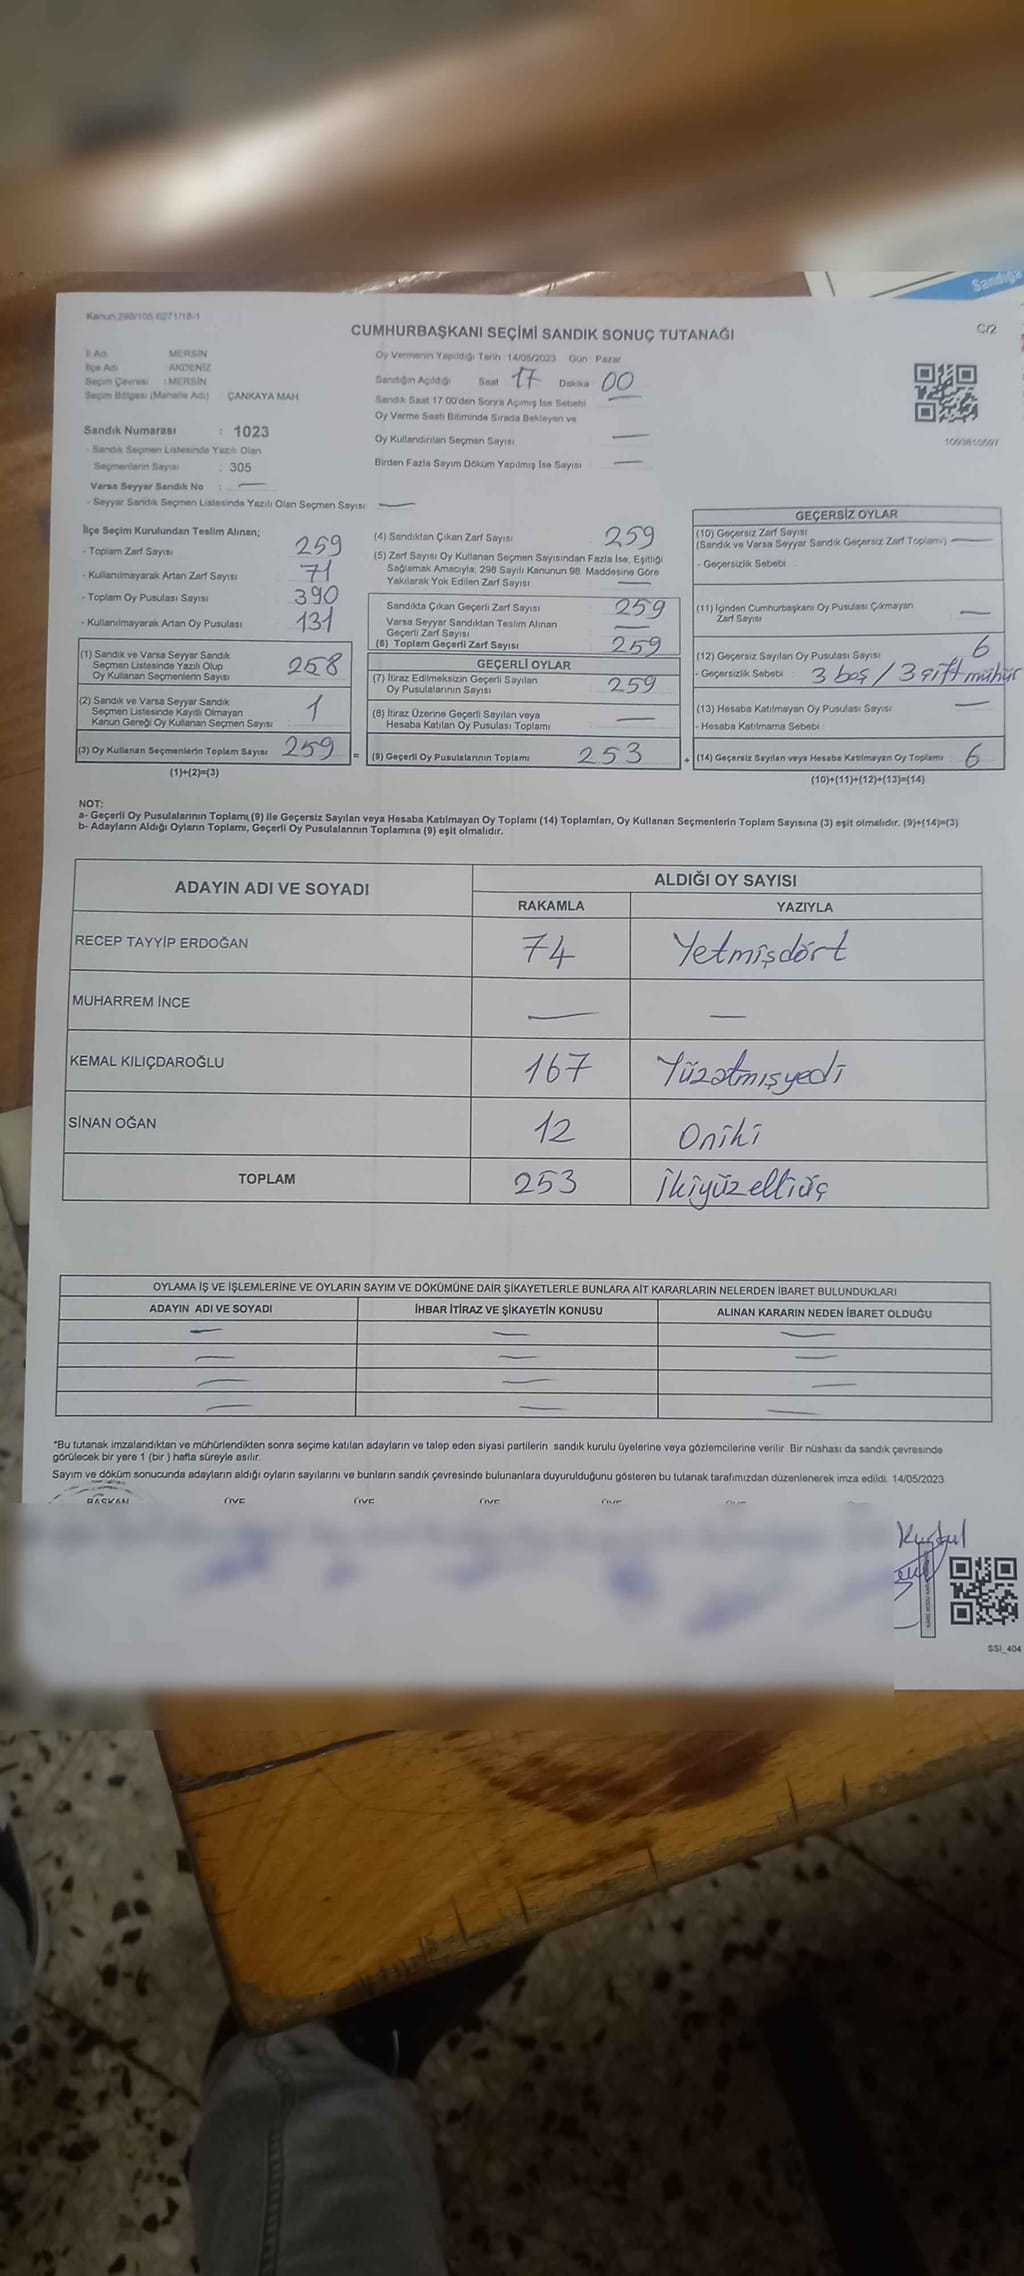 Sandığa
Kanun:298/105 6271/18-1
C/2
CUMHURBAŞKANI SEÇİMİ SANDIK SONUÇ TUTANAĞI
İl Adı MERSİN
İlçe Adı AKDENİZ
Seçim Çevresi : MERSİN
Seçim Bölgesi (Mahalle Adı) : ÇANKAYA MAH.
Sandık Numarası : 1023
- Sandık Seçmen Listesinde Yazılı Olan
Seçmenlerin Sayısı : 305
Varsa Seyyar Sandık No : —
- Seyyar Sandık Seçmen Listesinde Yazılı Olan Seçmen Sayısı: —
Oy Vermenin Yapıldığı Tarih : 14/05/2023 Gün : Pazar
Sandığın Açıldığı Saat 17 Dakika 00
Sandık Saat 17:00'den Sonra Açımış İse Sebebi —
Oy Verme Saati Bitiminde Sırada Bekleyen ve
Oy Kullandırılan Seçmen Sayısı —
Birden Fazla Sayım Döküm Yapılmış İse Sayısı —
İlçe Seçim Kurulundan Teslim Alınan;
- Toplam Zarf Sayısı 259
- Kullanılmayarak Artan Zarf Sayısı 71
- Toplam Oy Pusulası Sayısı 390
- Kullanılmayarak Artan Oy Pusulası 131
(1) Sandık ve Varsa Seyyar Sandık
Seçmen Listesinde Yazılı Olup
Oy Kullanan Seçmenlerin Sayısı 258
(2) Sandık ve Varsa Seyyar Sandık
Seçmen Listesinde Kayıtlı Olmayan
Kanun Gereği Oy Kullanan Seçmen Sayısı 1
(3) Oy Kullanan Seçmenlerin Toplam Sayısı 259 =
(1)+(2)=(3)
(4) Sandıktan Çıkan Zarf Sayısı 259
(5) Zarf Sayısı Oy Kullanan Seçmen Sayısından Fazla İse, Eşitliği
Sağlamak Amacıyla; 298 Sayılı Kanunun 98. Maddesine Göre
Yakılarak Yok Edilen Zarf Sayısı —
Sandıkta Çıkan Geçerli Zarf Sayısı 259
Varsa Seyyar Sandıktan Teslim Alınan
Geçerli Zarf Sayısı —
(6) Toplam Geçerli Zarf Sayısı 259
GEÇERLİ OYLAR
(7) İtiraz Edilmeksizin Geçerli Sayılan
Oy Pusulalarının Sayısı 259
(8) İtiraz Üzerine Geçerli Sayılan veya
Hesaba Katılan Oy Pusulası Toplamı —
(9) Geçerli Oy Pusulalarının Toplamı 253 +
GEÇERSİZ OYLAR
(10) Geçersiz Zarf Sayısı
(Sandık ve Varsa Seyyar Sandık Geçersiz Zarf Toplamı) —
- Geçersizlik Sebebi :
(11) İçinden Cumhurbaşkanı Oy Pusulası Çıkmayan
Zarf Sayısı —
(12) Geçersiz Sayılan Oy Pusulası Sayısı 6
- Geçersizlik Sebebi : 3 boş / 3 çift mühür
(13) Hesaba Katılmayan Oy Pusulası Sayısı —
- Hesaba Katılmama Sebebi :
(14) Geçersiz Sayılan veya Hesaba Katılmayan Oy Toplamı 6
(10)+(11)+(12)+(13)=(14)
NOT:
a- Geçerli Oy Pusulalarının Toplamı (9) ile Geçersiz Sayılan veya Hesaba Katılmayan Oy Toplamı (14) Toplamları, Oy Kullanan Seçmenlerin Toplam Sayısına (3) eşit olmalıdır. (9)+(14)=(3)
b- Adayların Aldığı Oyların Toplamı, Geçerli Oy Pusulalarının Toplamına (9) eşit olmalıdır.
ADAYIN ADI VE SOYADI
ALDIĞI OY SAYISI
RAKAMLA YAZIYLA
RECEP TAYYİP ERDOĞAN 74 Yetmişdört
MUHARREM İNCE — —
KEMAL KILIÇDAROĞLU 167 Yüzatmışyedi
SİNAN OĞAN 12 Oniki
TOPLAM 253 İkiyüzelliüç
OYLAMA İŞ VE İŞLEMLERİNE VE OYLARIN SAYIM VE DÖKÜMÜNE DAİR ŞİKAYETLERLE BUNLARA AİT KARARLARIN NELERDEN İBARET BULUNDUKLARI
ADAYIN ADI VE SOYADI İHBAR İTİRAZ VE ŞİKAYETİN KONUSU ALINAN KARARIN NEDEN İBARET OLDUĞU
— — —
— — —
— — —
— — —
*Bu tutanak imzalandıktan ve mühürlendikten sonra seçime katılan adayların ve talep eden siyasi partilerin sandık kurulu üyelerine veya gözlemcilerine verilir. Bir nüshası da sandık çevresinde
görülecek bir yere 1 (bir ) hafta süreyle asılır.
Sayım ve döküm sonucunda adayların aldığı oyların sayılarını ve bunların sandık çevresinde bulunanlara duyurulduğunu gösteren bu tutanak tarafımızdan düzenlenerek imza edildi. 14/05/2023
BAŞKAN ÜYE ÜYE ÜYE ÜYE
SSI_404